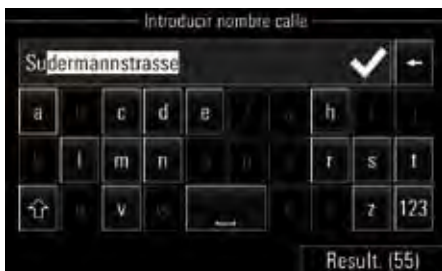 Introducir nombre calle
Sudermannstrasse
a c d e h
l m n r s t
v z 123
Result. (55)